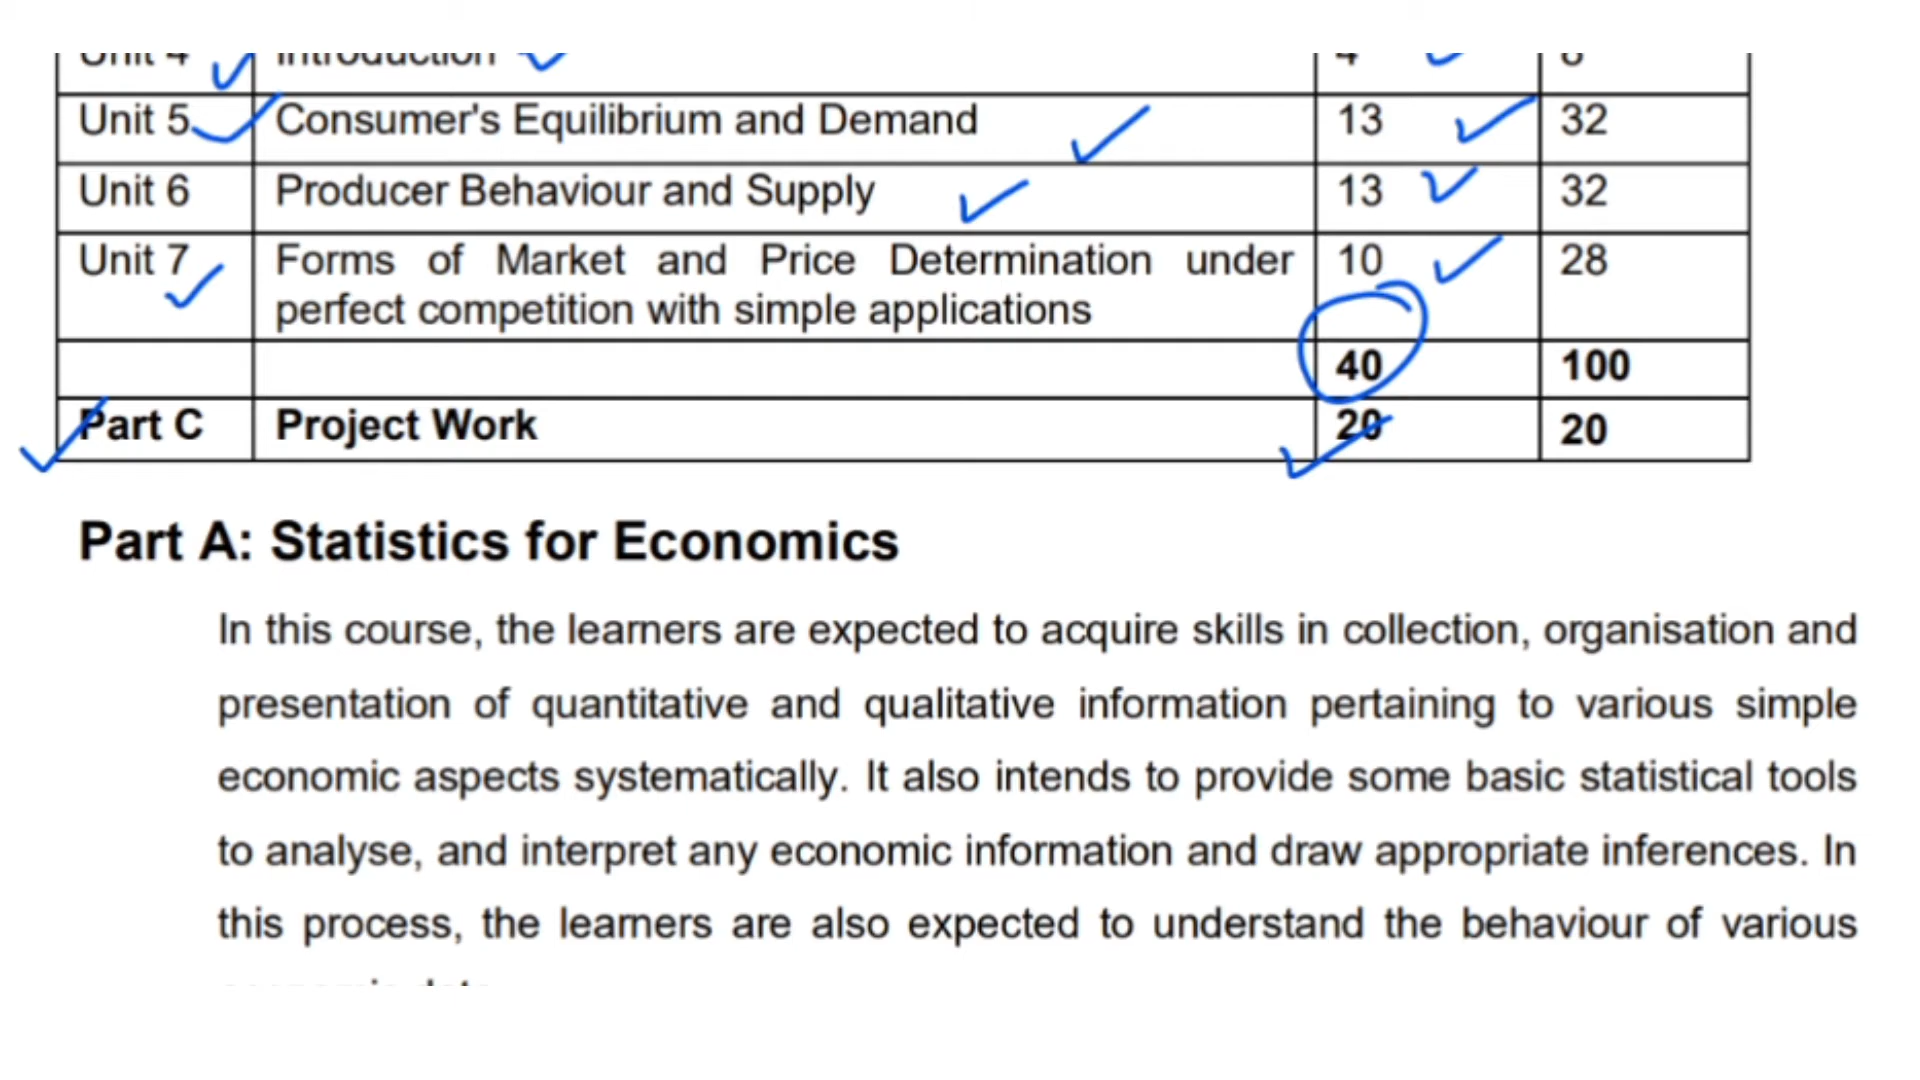 Unit 4 Introduction 4 8
Unit 5 Consumer's Equilibrium and Demand 13 32
Unit 6 Producer Behaviour and Supply 13 32
Unit 7 Forms of Market and Price Determination under 10 28
perfect competition with simple applications
40 100
Part C Project Work 20 20
Part A: Statistics for Economics
In this course, the learners are expected to acquire skills in collection, organisation and
presentation of quantitative and qualitative information pertaining to various simple
economic aspects systematically. It also intends to provide some basic statistical tools
to analyse, and interpret any economic information and draw appropriate inferences. In
this process, the learners are also expected to understand the behaviour of various